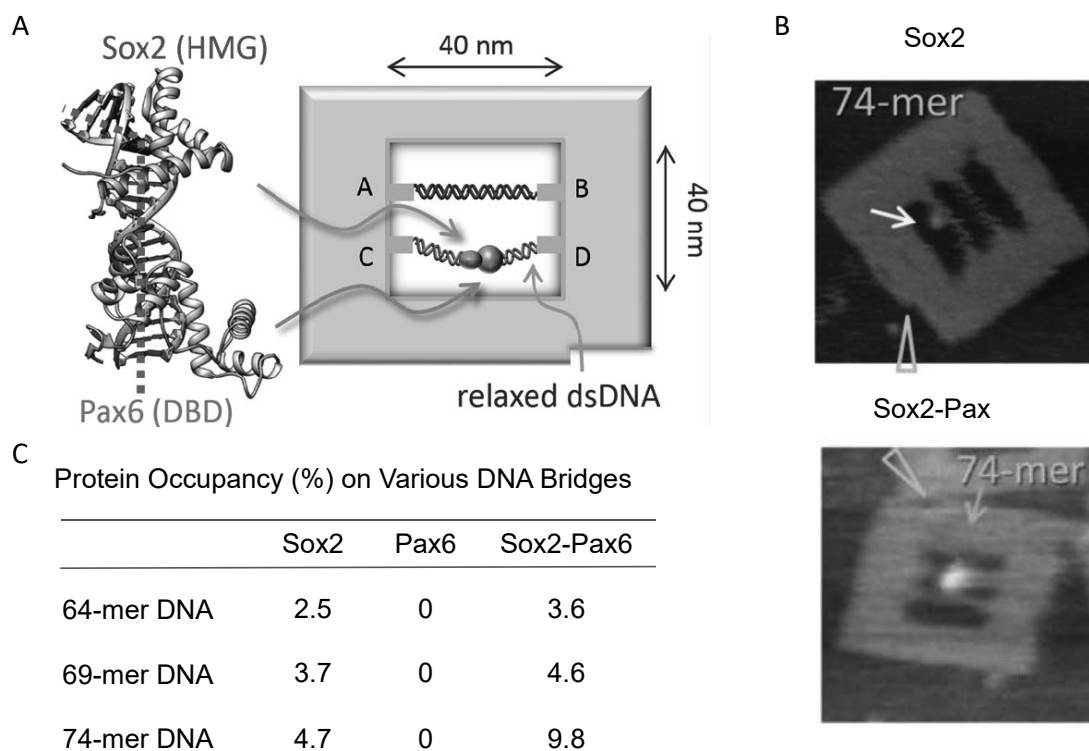 A
Sox2 (HMG)
40 nm
40 nm
A
B
C
D
relaxed dsDNA
Pax6 (DBD)
B
Sox2
74-mer
Sox2-Pax
74-mer
C
Protein Occupancy (%) on Various DNA Bridges
Sox2 Pax6 Sox2-Pax6
64-mer DNA 2.5 0 3.6
69-mer DNA 3.7 0 4.6
74-mer DNA 4.7 0 9.8